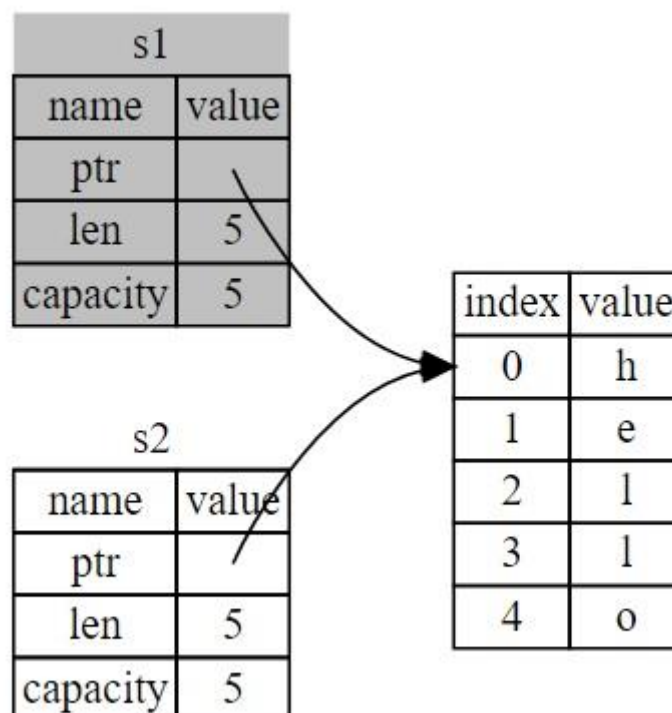 s1
name value
ptr
len 5
capacity 5
s2
name value
ptr
len 5
capacity 5
index value
0 h
1 e
2 l
3 l
4 o